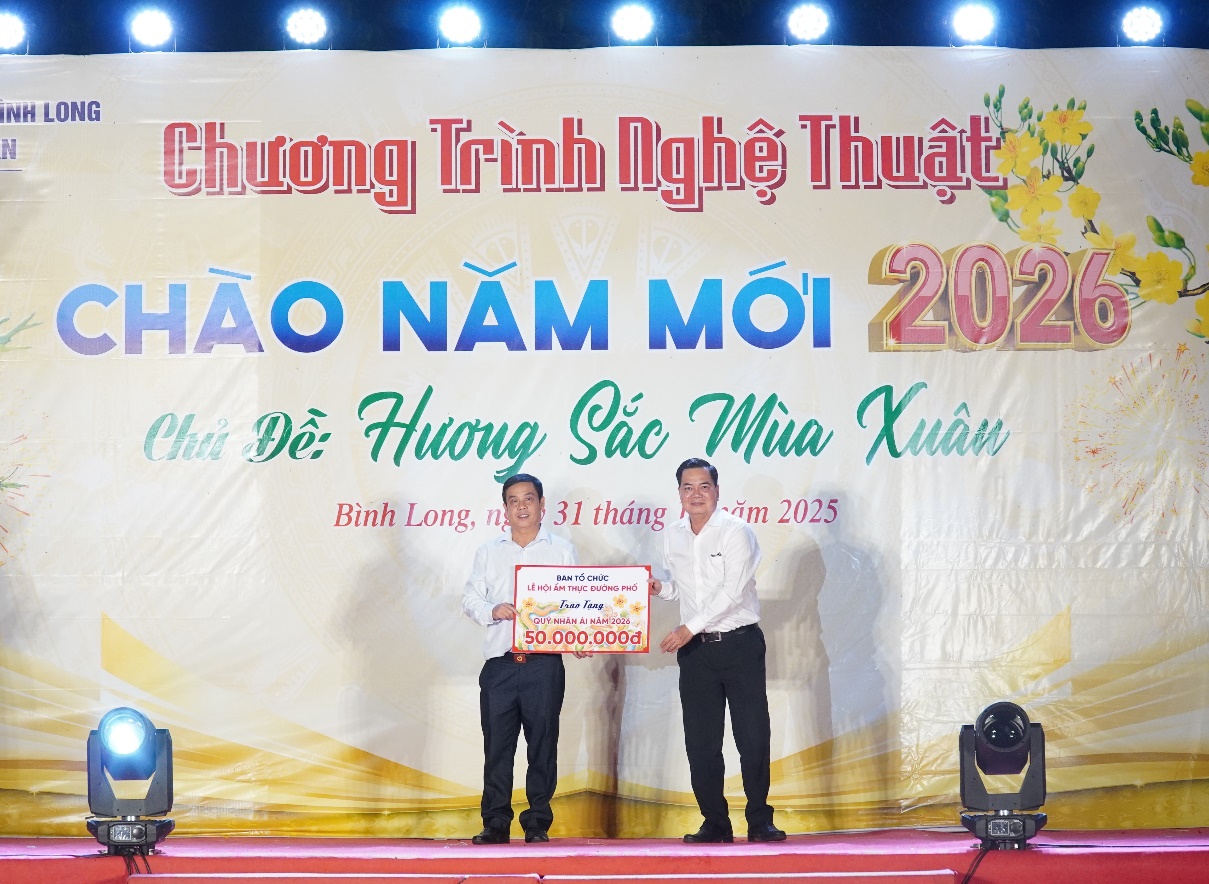 ÌNH LONG
Chương Trình Nghệ Thuật
CHÀO NĂM MỚI 2026
Chủ Đề: Hương Sắc Mùa Xuân
Bình Long, 31 tháng năm 2025
BAN TỔ CHỨC
LỄ HỘI ẨM THỰC ĐƯỜNG PHỐ
Trao Tặng
QUỸ NHÂN ÁI NĂM 2026
50.000.000đ